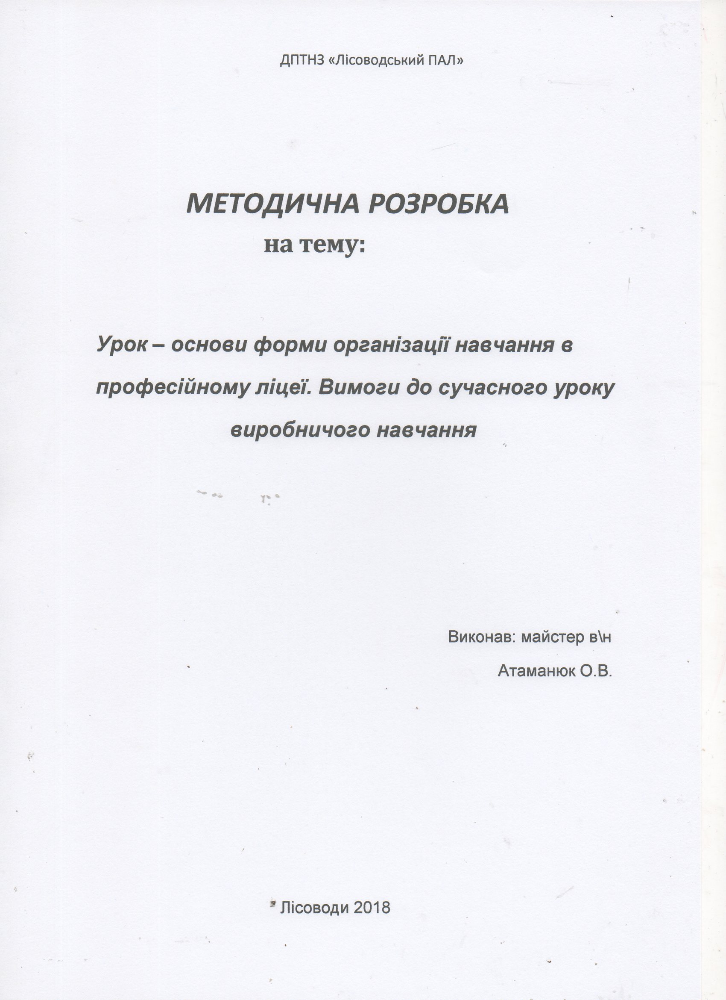 ДПТНЗ «Лісоводський ПАЛ»
МЕТОДИЧНА РОЗРОБКА
на тему:
Урок – основи форми організації навчання в
професійному ліцеї. Вимоги до сучасного уроку
виробничого навчання
Виконав: майстер в\н
Атаманюк О.В.
Лісоводи 2018